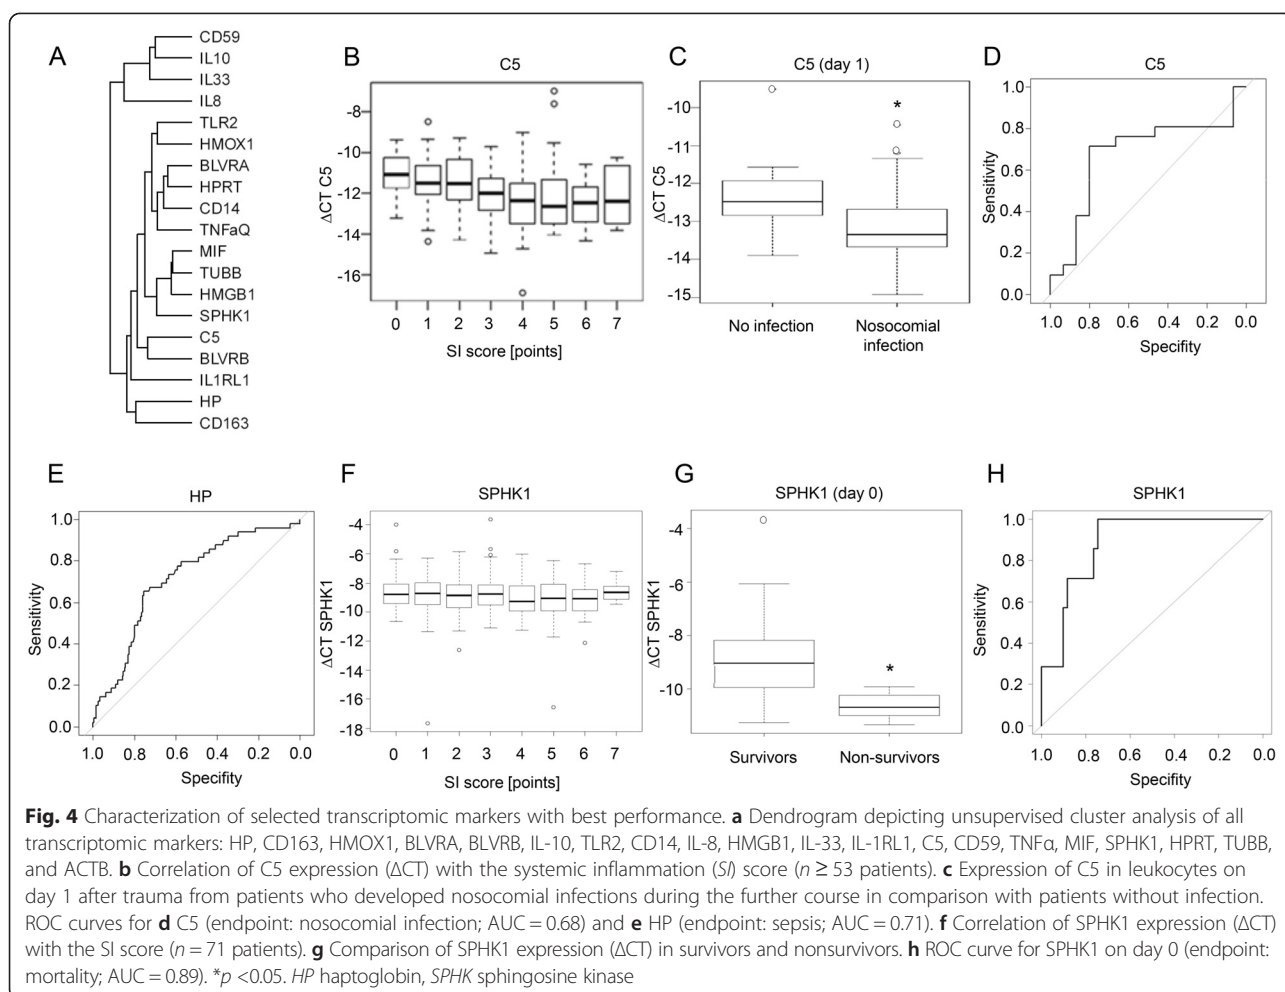 A
CD59
IL10
IL33
IL8
TLR2
HMOX1
BLVRA
HPRT
CD14
TNFaQ
MIF
TUBB
HMGB1
SPHK1
C5
BLVRB
IL1RL1
HP
CD163
B
C5
ΔCT C5
-8
-10
-12
-14
-16
0 1 2 3 4 5 6 7
SI score [points]
C
C5 (day 1)
ΔCT C5
-10
-11
-12
-13
-14
-15
*
No infection
Nosocomial
infection
D
C5
Sensitivity
1.0
0.8
0.6
0.4
0.2
0.0
1.0 0.8 0.6 0.2 0.2 0.0
Specifity
E
HP
Sensitivity
1.0
0.8
0.6
0.4
0.2
0.0
1.0 0.8 0.6 0.4 0.2 0.0
Specifity
F
SPHK1
ΔCT SPHK1
-4
-6
-8
-10
-12
-14
-16
-18
0 1 2 3 4 5 6 7
SI score [points]
G
SPHK1 (day 0)
ΔCT SPHK1
-4
-6
-8
-10
*
Survivors
Non-survivors
H
SPHK1
Sensitivity
1.0
0.8
0.6
0.4
0.2
0.0
1.0 0.8 0.6 0.4 0.2 0.0
Specifity
Fig. 4 Characterization of selected transcriptomic markers with best performance. a Dendrogram depicting unsupervised cluster analysis of all
transcriptomic markers: HP, CD163, HMOX1, BLVRA, BLVRB, IL-10, TLR2, CD14, IL-8, HMGB1, IL-33, IL-1RL1, C5, CD59, TNFα, MIF, SPHK1, HPRT, TUBB,
and ACTB. b Correlation of C5 expression (ΔCT) with the systemic inflammation (SI) score (n ≥ 53 patients). c Expression of C5 in leukocytes on
day 1 after trauma from patients who developed nosocomial infections during the further course in comparison with patients without infection.
ROC curves for d C5 (endpoint: nosocomial infection; AUC = 0.68) and e HP (endpoint: sepsis; AUC = 0.71). f Correlation of SPHK1 expression (ΔCT)
with the SI score (n = 71 patients). g Comparison of SPHK1 expression (ΔCT) in survivors and nonsurvivors. h ROC curve for SPHK1 on day 0 (endpoint:
mortality; AUC = 0.89). *p <0.05. HP haptoglobin, SPHK sphingosine kinase